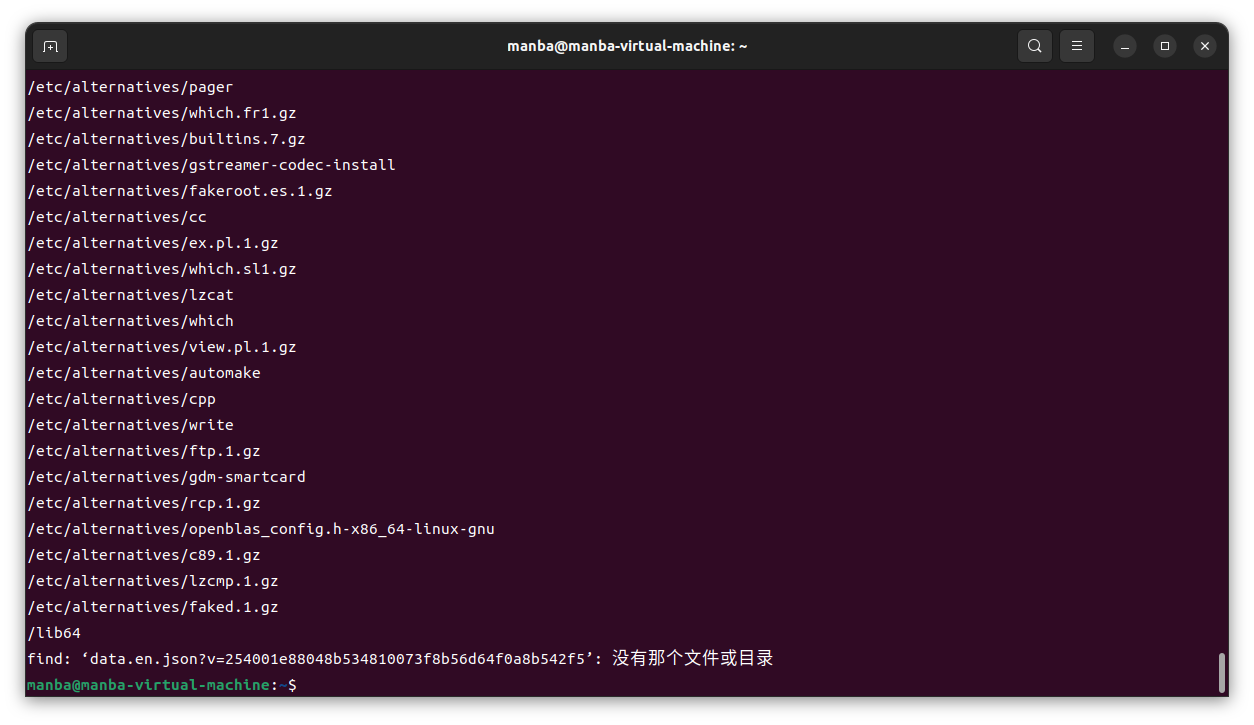 manba@manba-virtual-machine: ~
/etc/alternatives/pager
/etc/alternatives/which.fr1.gz
/etc/alternatives/builtins.7.gz
/etc/alternatives/gstreamer-codec-install
/etc/alternatives/fakeroot.es.1.gz
/etc/alternatives/cc
/etc/alternatives/ex.pl.1.gz
/etc/alternatives/which.sl1.gz
/etc/alternatives/lzcat
/etc/alternatives/which
/etc/alternatives/view.pl.1.gz
/etc/alternatives/automake
/etc/alternatives/cpp
/etc/alternatives/write
/etc/alternatives/ftp.1.gz
/etc/alternatives/gdm-smartcard
/etc/alternatives/rcp.1.gz
/etc/alternatives/openblas_config.h-x86_64-linux-gnu
/etc/alternatives/c89.1.gz
/etc/alternatives/lzcmp.1.gz
/etc/alternatives/faked.1.gz
/lib64
find: ‘data.en.json?v=254001e88048b534810073f8b56d64f0a8b542f5’: 没有那个文件或目录
manba@manba-virtual-machine:~$